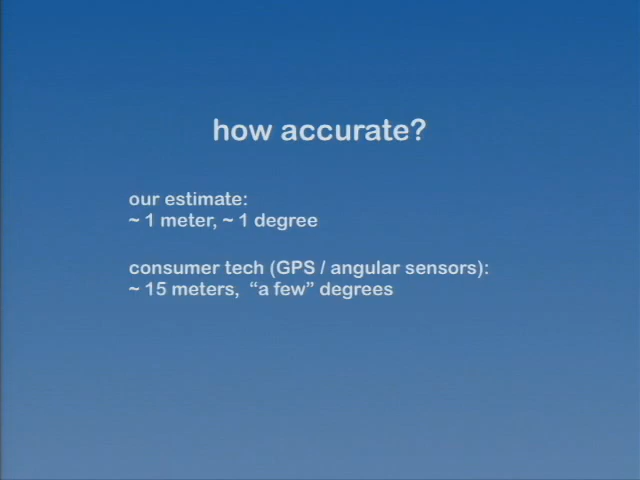 how accurate?
our estimate:
~ 1 meter, ~ 1 degree
consumer tech (GPS / angular sensors):
~ 15 meters,  “a few” degrees